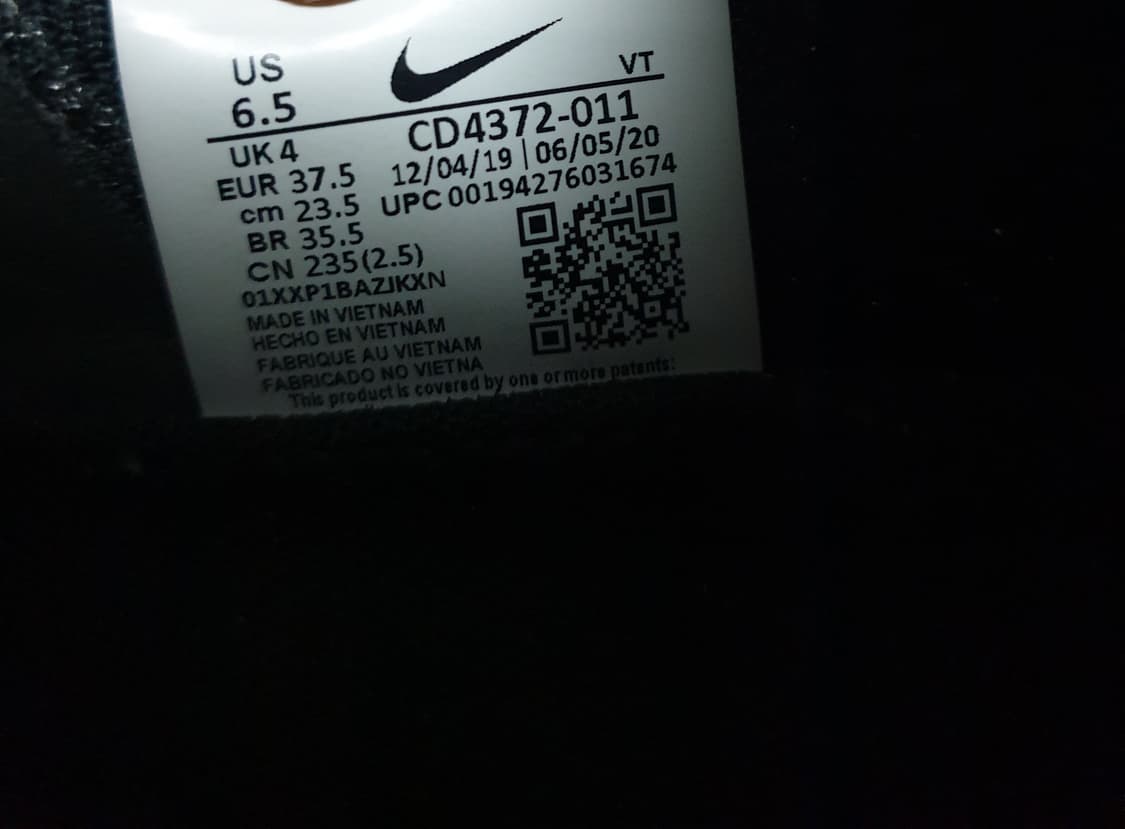 US
6.5
VT
UK 4
CD4372-011
EUR 37.5
12/04/19 | 06/05/20
cm 23.5
UPC 00194276031674
BR 35.5
CN 235(2.5)
01XXP1BAZJKXN
MADE IN VIETNAM
HECHO EN VIETNAM
FABRIQUE AU VIETNAM
FABRICADO NO VIETNA
This product is covered by one or more patents: